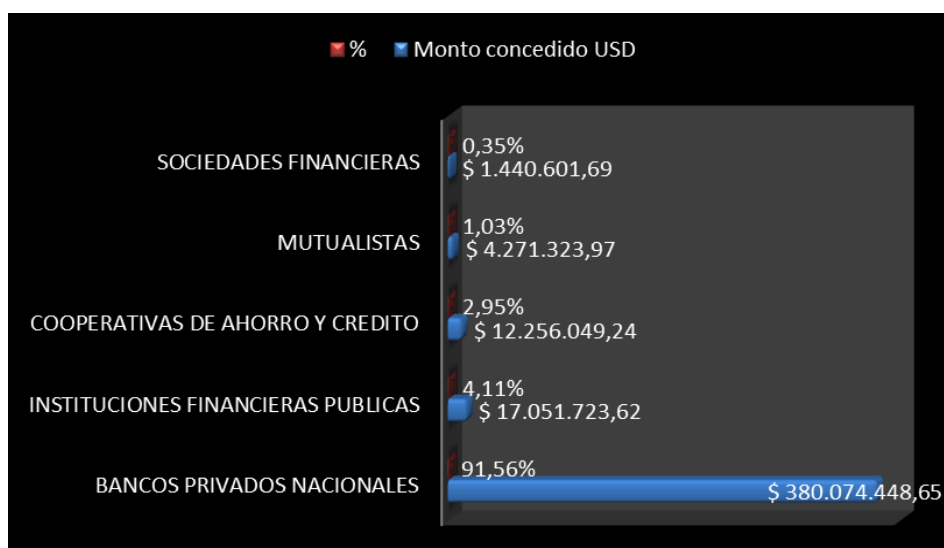 % Monto concedido USD
SOCIEDADES FINANCIERAS
0,35%
$ 1.440.601,69
MUTUALISTAS
1,03%
$ 4.271.323,97
COOPERATIVAS DE AHORRO Y CREDITO
2,95%
$ 12.256.049,24
INSTITUCIONES FINANCIERAS PUBLICAS
4,11%
$ 17.051.723,62
BANCOS PRIVADOS NACIONALES
91,56%
$ 380.074.448,65